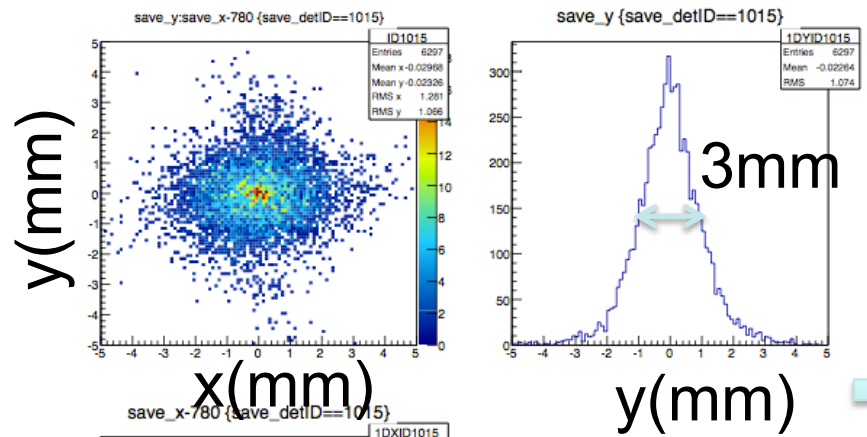 save_y:save_x-780 {save_detID==1015}
ID1015
Entries 6297
Mean x -0.02968
Mean y -0.02326
RMS x 1.281
RMS y 1.066
5
4
3
2
1
0
-1
-2
-3
-4
-5
14
12
10
8
6
4
2
0
-5 -4 -3 -2 -1 0 1 2 3 4 5
y(mm)
x(mm)
save_y {save_detID==1015}
1DYID1015
Entries 6297
Mean -0.02264
RMS 1.074
300
250
200
150
100
50
0
3mm
-5 -4 -3 -2 -1 0 1 2 3 4 5
y(mm)
save_x-780 {save_detID==1015}
1DXID1015